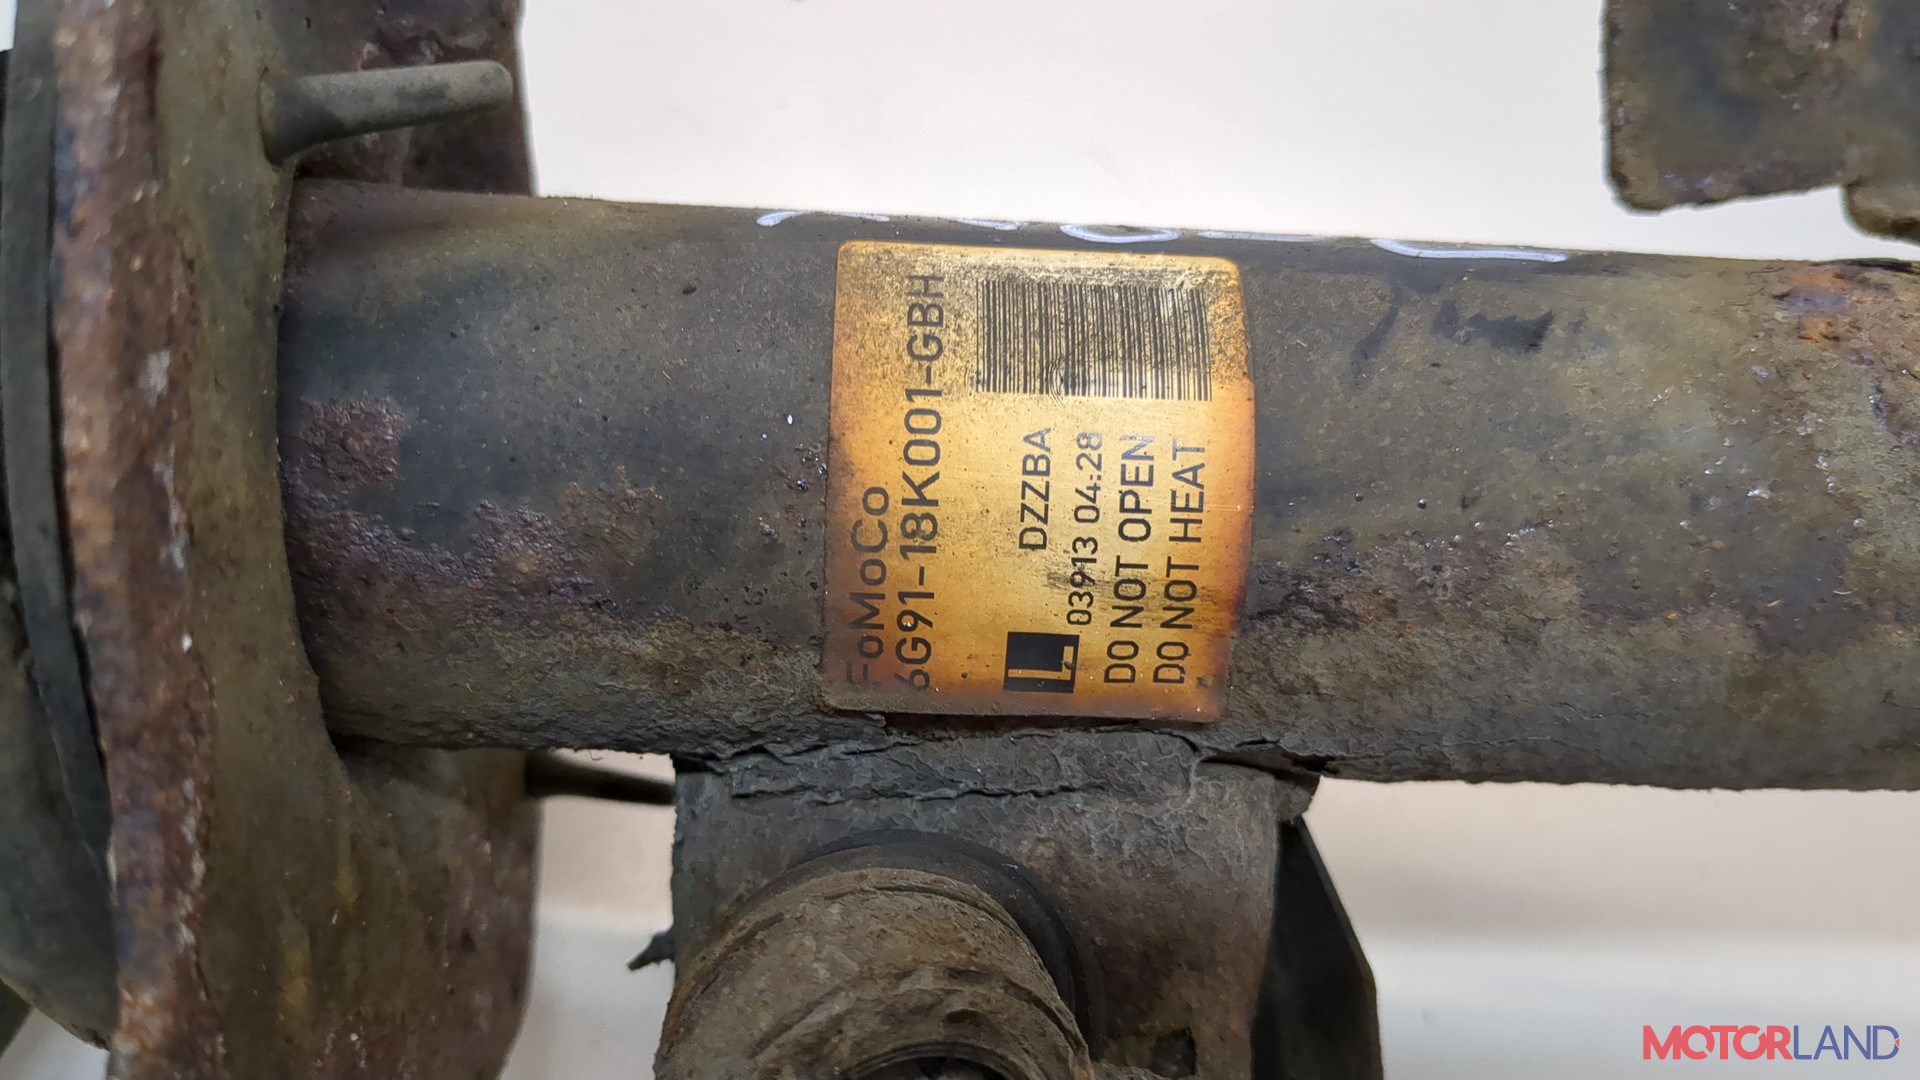 FoMoCo
6G91-18K001-GBH
DZZBA
L 03913 04:28
DO NOT OPEN
DO NOT HEAT
MOTORLAND